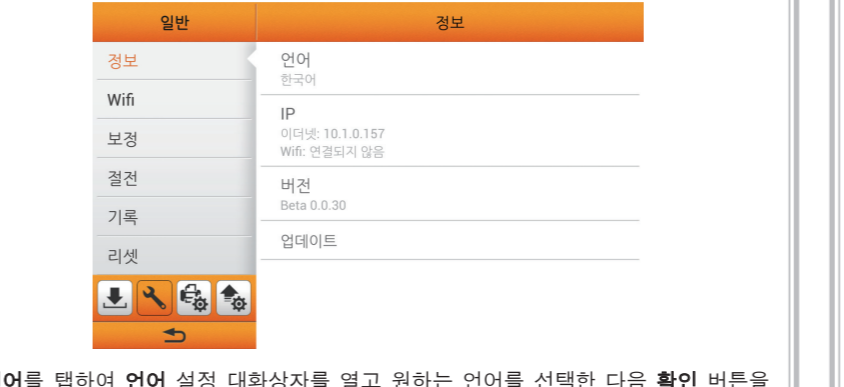 일반
정보
정보
Wifi
보정
절전
기록
리셋
언어
한국어
IP
이더넷: 10.1.0.157
Wifi: 연결되지 않음
버전
Beta 0.0.30
업데이트
탭하여 언어 설정 대화상자를 열고 원하는 언어를 선택한 다음 확인 버튼을